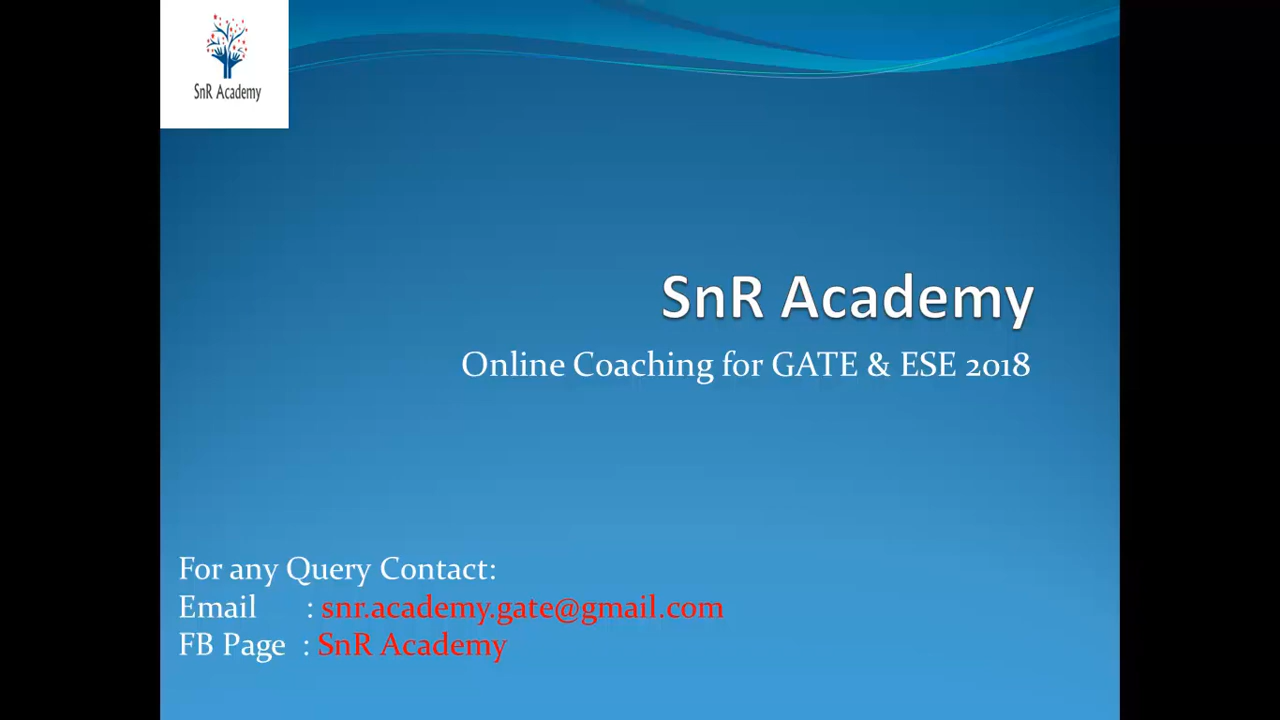 SnR Academy
SnR Academy
Online Coaching for GATE & ESE 2018
For any Query Contact:
Email : snr.academy.gate@gmail.com
FB Page : SnR Academy